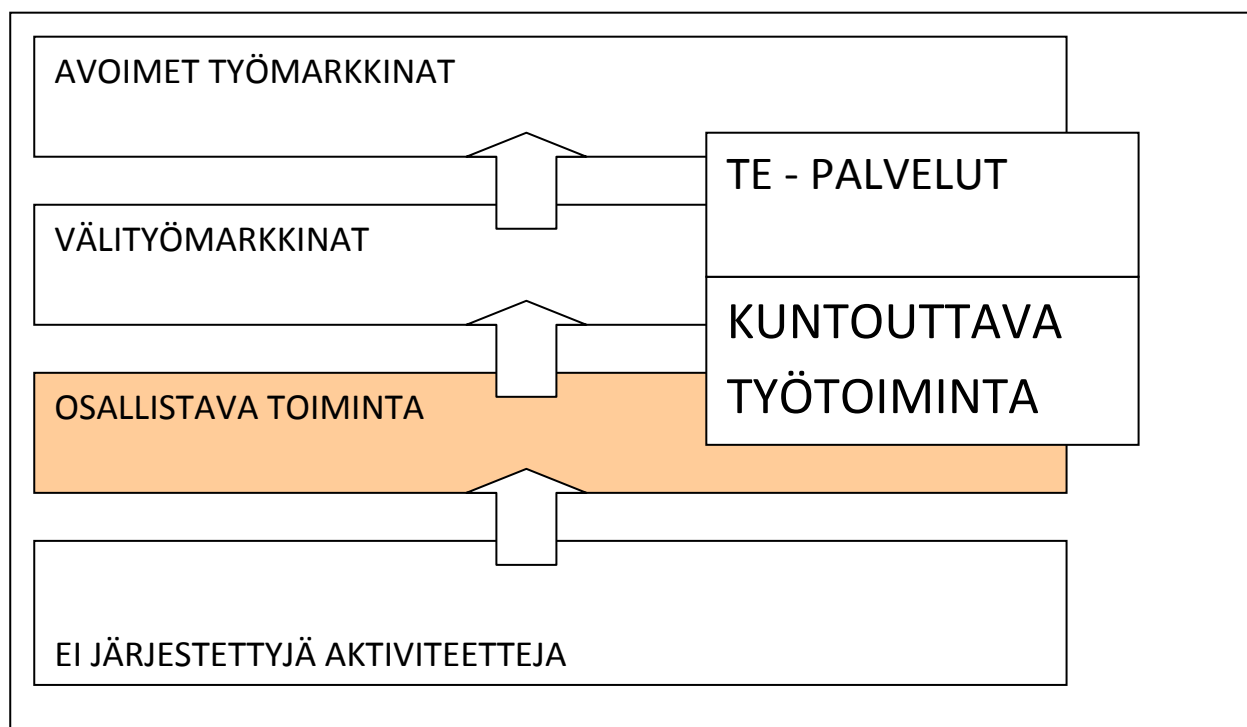 AVOIMET TYÖMARKKINAT
TE - PALVELUT
VÄLITYÖMARKKINAT
KUNTOUTTAVA
TYÖTOIMINTA
OSALLISTAVA TOIMINTA
EI JÄRJESTETTYJÄ AKTIVITEETTEJA